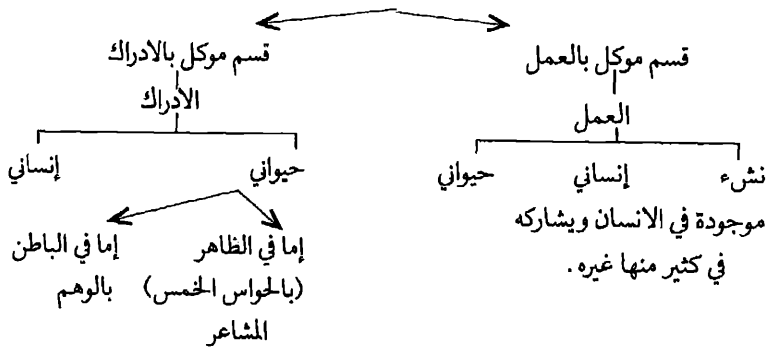 قسم موكل بالعمل
العمل
نشء إنساني حيواني
موجودة في الانسان ويشاركه
في كثير منها غيره.
قسم موكل بالادراك
الادراك
حيواني إنساني
إما في الظاهر
(بالحواس الخمس)
المشاعر
إما في الباطن
بالوهم